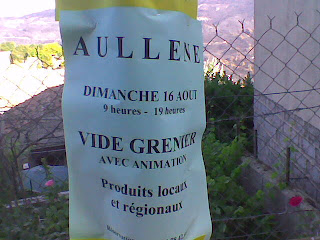 AULLENE
DIMANCHE 16 AOUT
9 heures - 19 heures
VIDE GRENIER
AVEC ANIMATION
Produits locaux
et régionaux